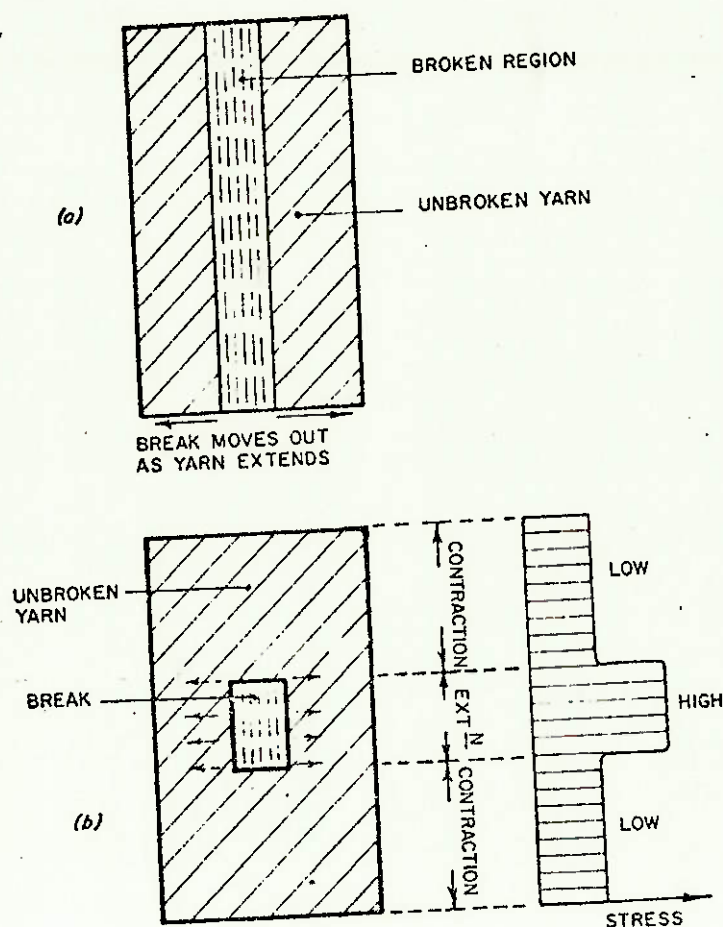 BROKEN REGION
UNBROKEN YARN
(a)
BREAK MOVES OUT
AS YARN EXTENDS
UNBROKEN
YARN
BREAK
(b)
CONTRACTION
EXTN
CONTRACTION
LOW
HIGH
LOW
STRESS